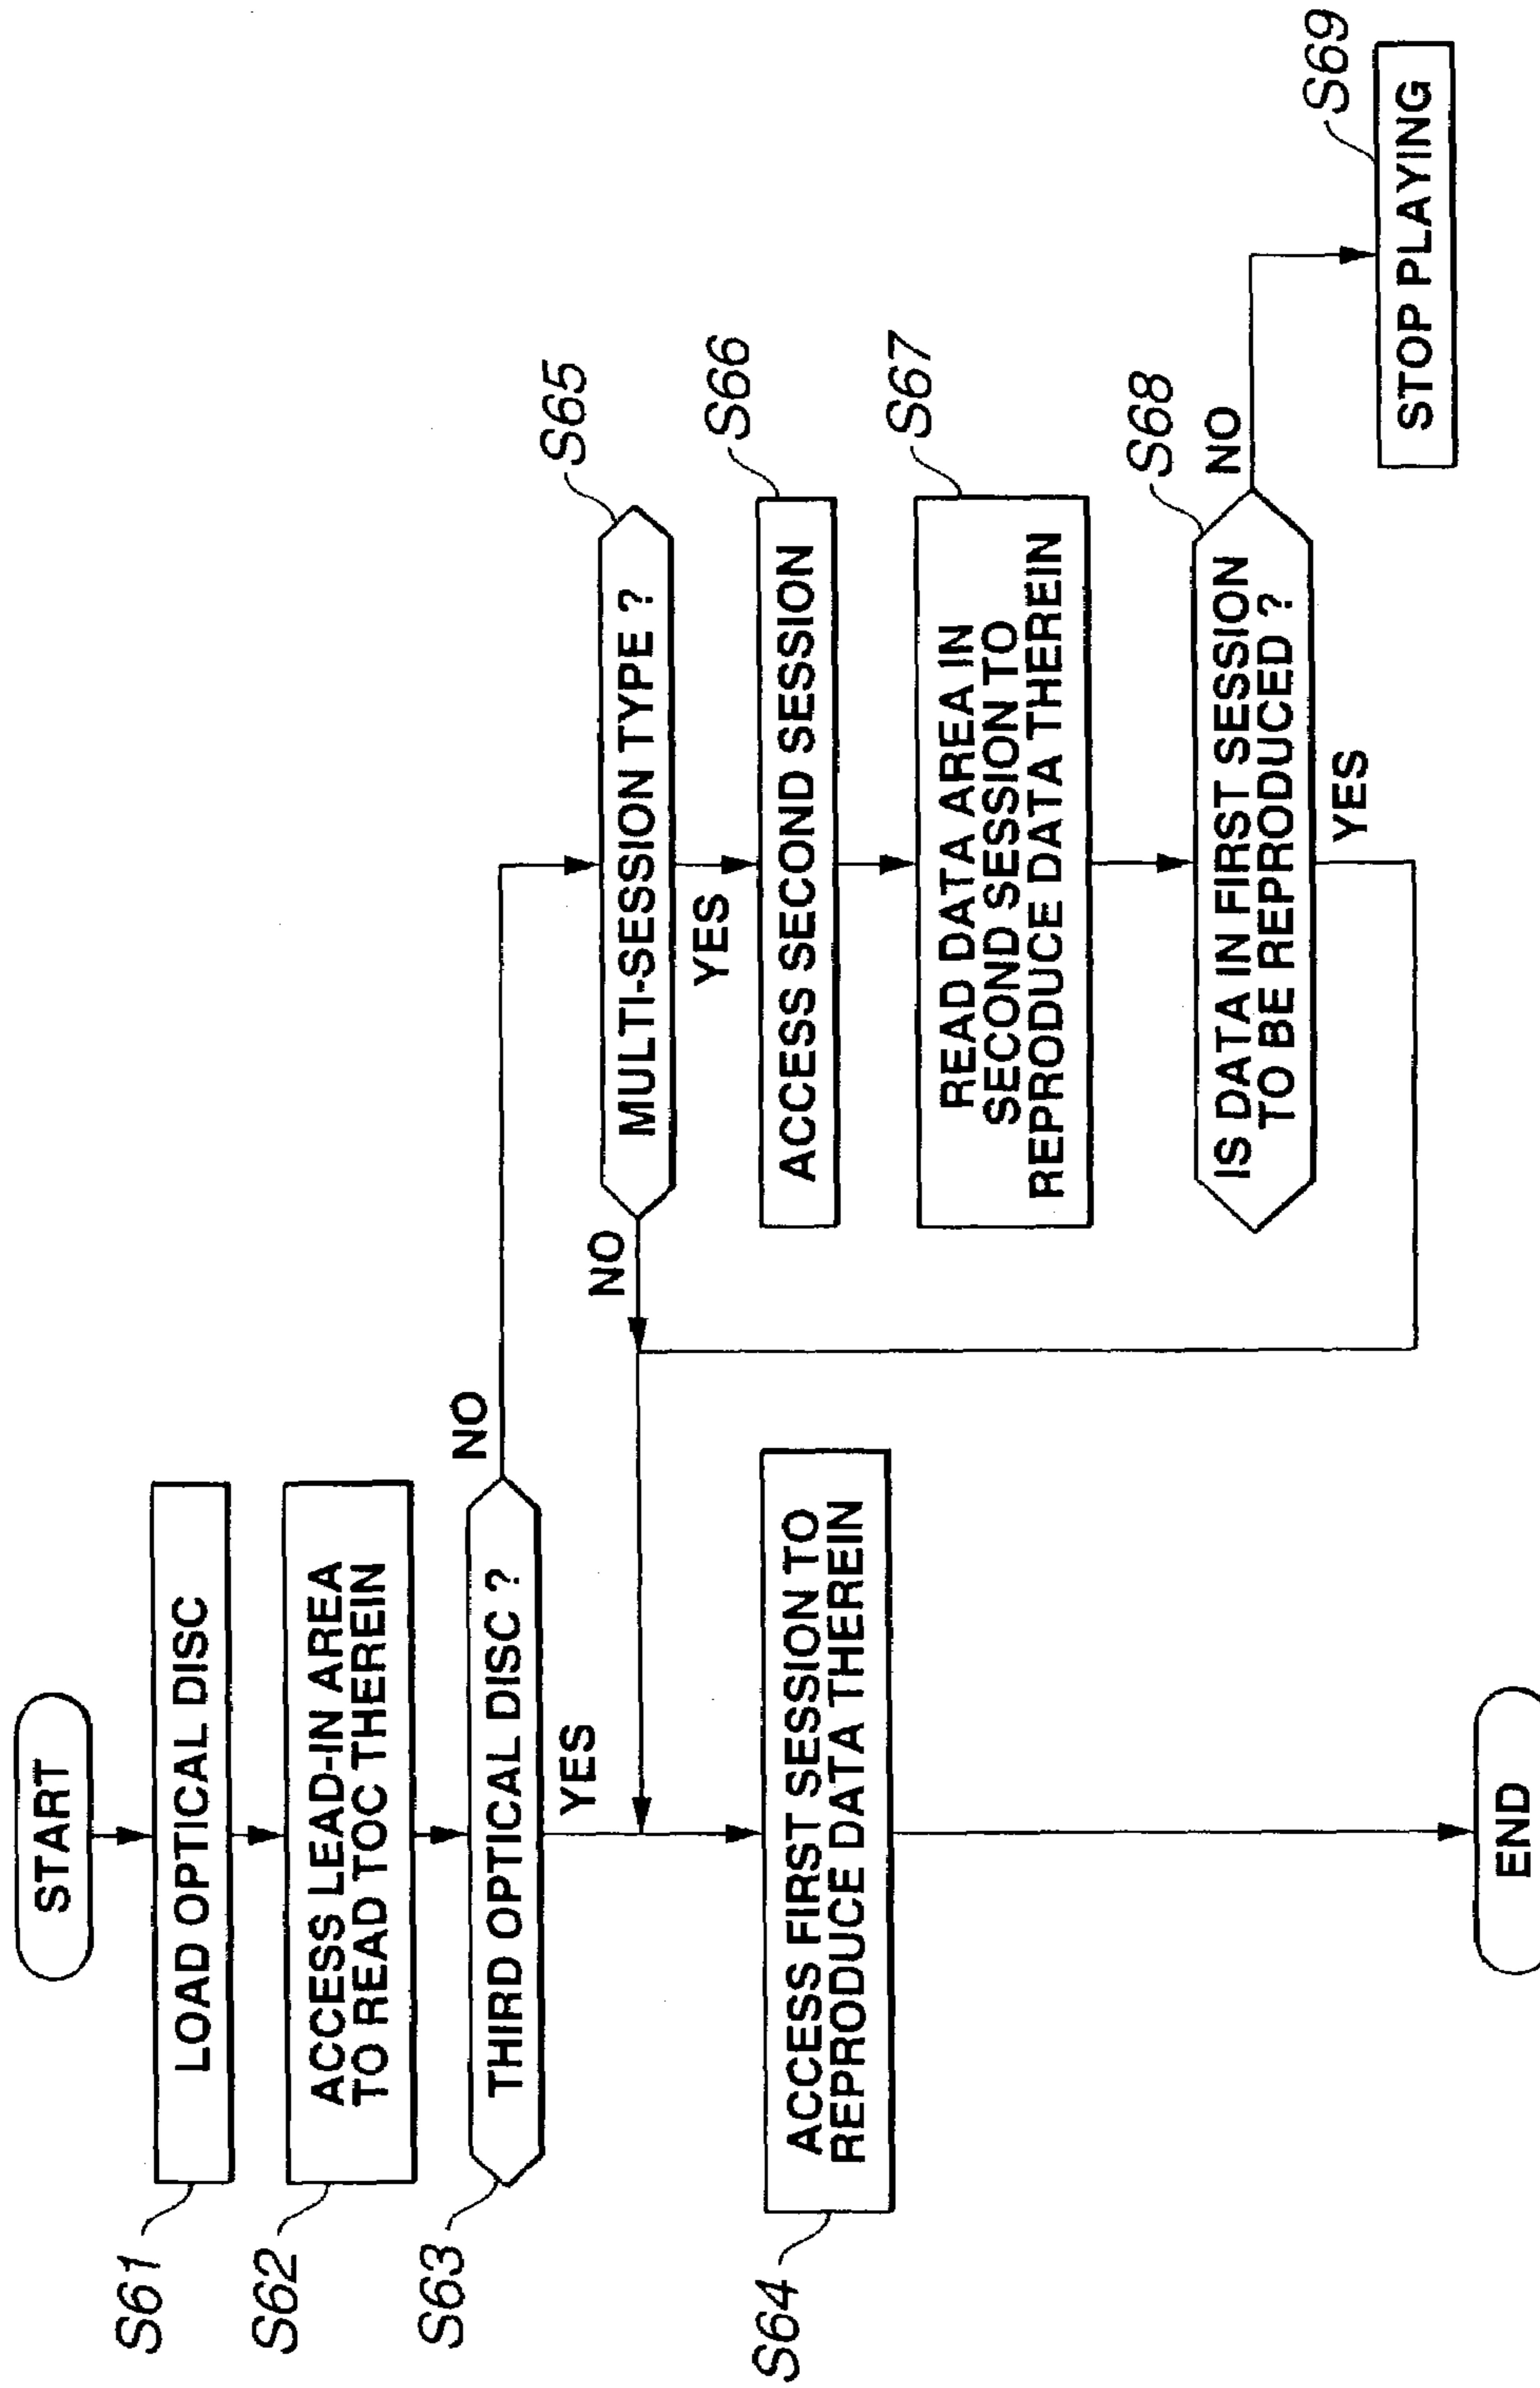 START
S61
LOAD OPTICAL DISC
S62
ACCESS LEAD-IN AREA
TO READ TOC THEREIN
S63
THIRD OPTICAL DISC ?
NO
YES
S64
ACCESS FIRST SESSION TO
REPRODUCE DATA THEREIN
END
S65
MULTI-SESSION TYPE ?
NO
YES
S66
ACCESS SECOND SESSION
S67
READ DATA AREA IN
SECOND SESSION TO
REPRODUCE DATA THEREIN
S68
IS DATA IN FIRST SESSION
TO BE REPRODUCED ?
NO
YES
S69
STOP PLAYING